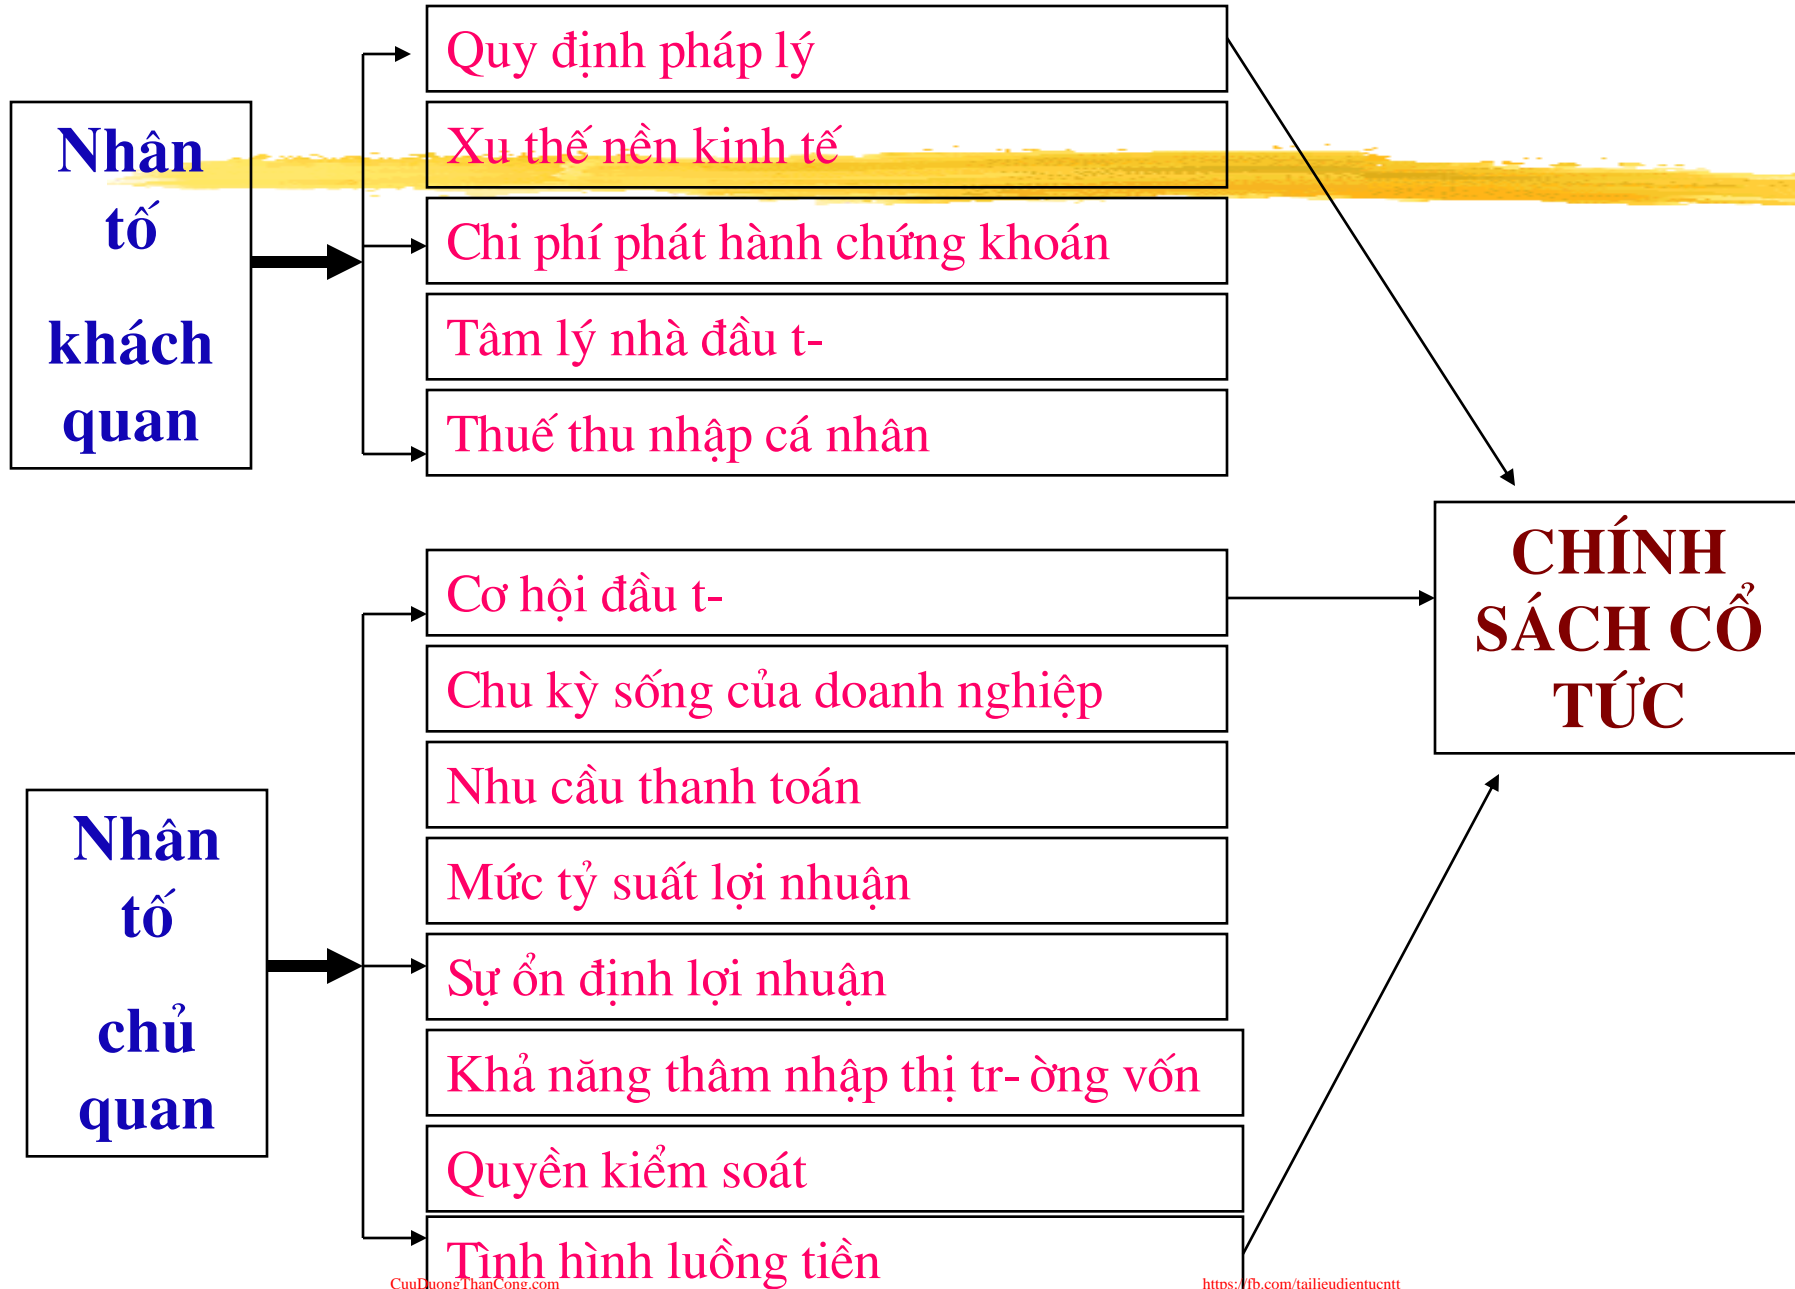 Quy định pháp lý
Xu thế nền kinh tế
Chi phí phát hành chứng khoán
Tâm lý nhà đầu t-
Thuế thu nhập cá nhân
Nhân
tố
khách
quan
Cơ hội đầu t-
Chu kỳ sống của doanh nghiệp
Nhu cầu thanh toán
Mức tỷ suất lợi nhuận
Sự ổn định lợi nhuận
Khả năng thâm nhập thị tr- ờng vốn
Quyền kiểm soát
Tình hình luồng tiền
Nhân
tố
chủ
quan
CHÍNH
SÁCH CỔ
TỨC
CuuDuongThanCong.com
https://fb.com/tailieudientucntt